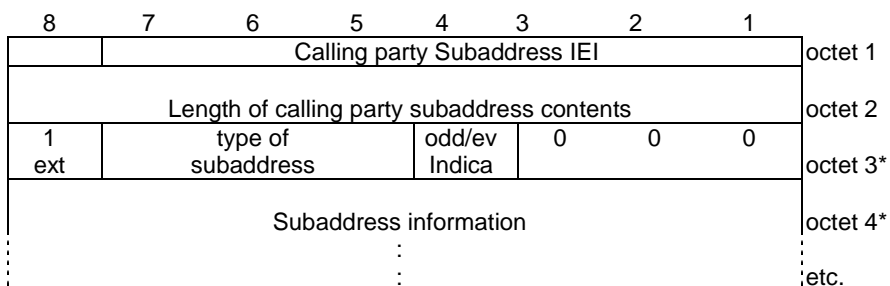 8 7 6 5 4 3 2 1
Calling party Subaddress IEI octet 1
Length of calling party subaddress contents octet 2
1 type of odd/ev 0 0 0
ext subaddress Indica octet 3*
Subaddress information octet 4*
:
: etc.